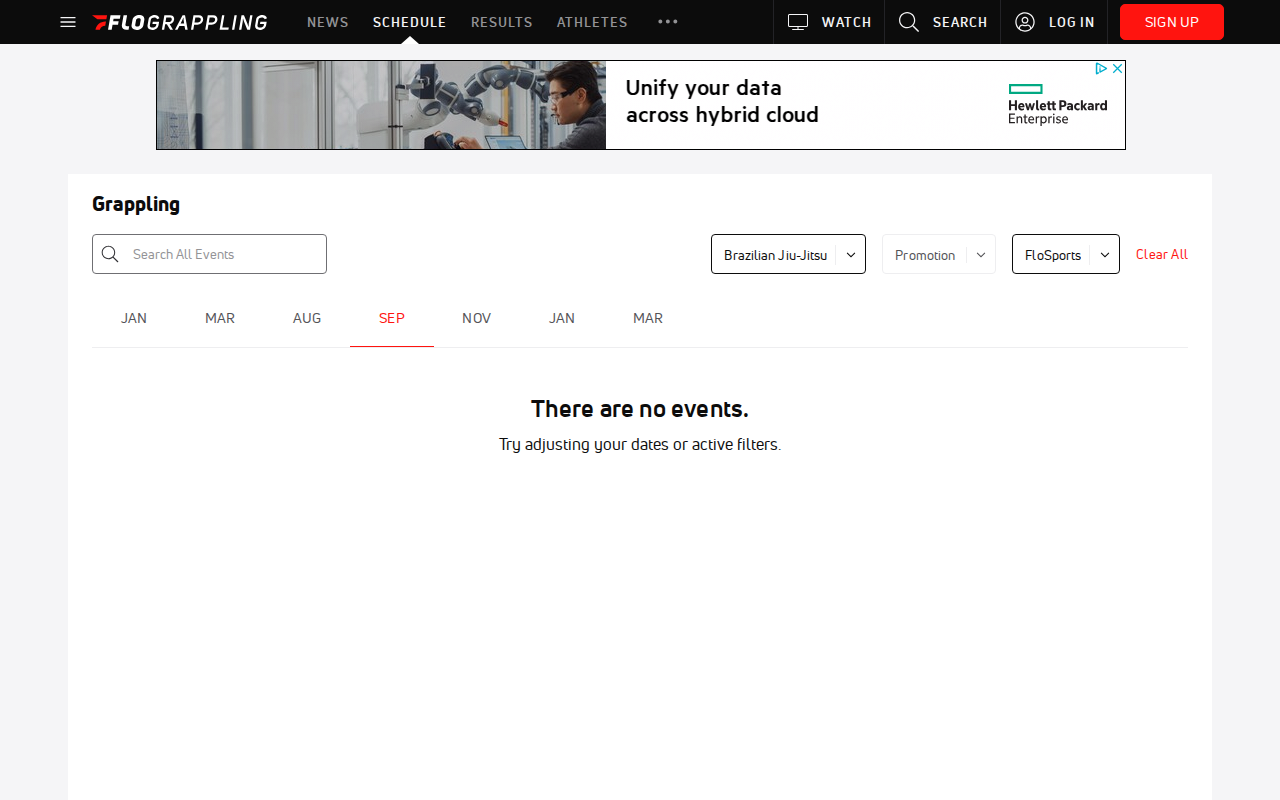 FLOGRAPPLING NEWS SCHEDULE RESULTS ATHLETES WATCH SEARCH LOG IN SIGN UP
Unify your data
across hybrid cloud
Hewlett Packard
Enterprise
Grappling
Search All Events Brazilian Jiu-Jitsu Promotion FloSports Clear All
JAN MAR AUG SEP NOV JAN MAR
There are no events.
Try adjusting your dates or active filters.